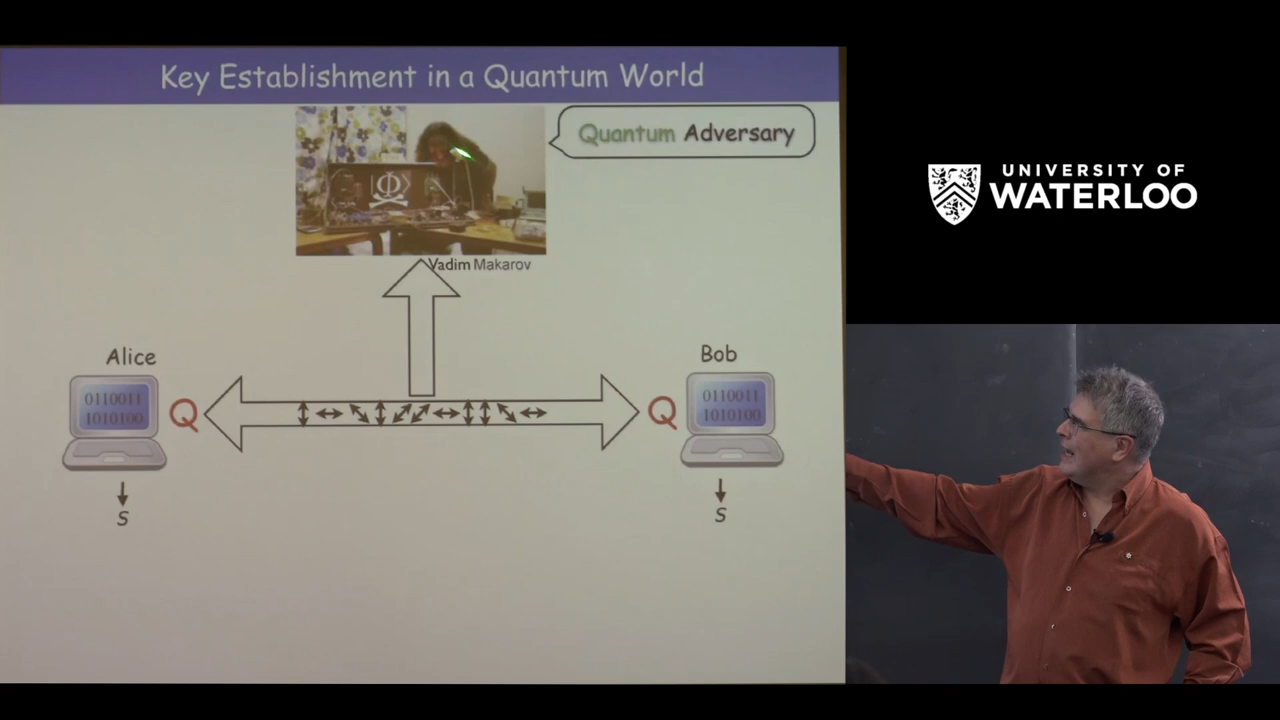 Key Establishment in a Quantum World
Quantum Adversary
|Φ⟩
Vadim Makarov
Alice
Bob
0110011
1010100
Q
Q
0110011
1010100
S
S
UNIVERSITY OF
WATERLOO